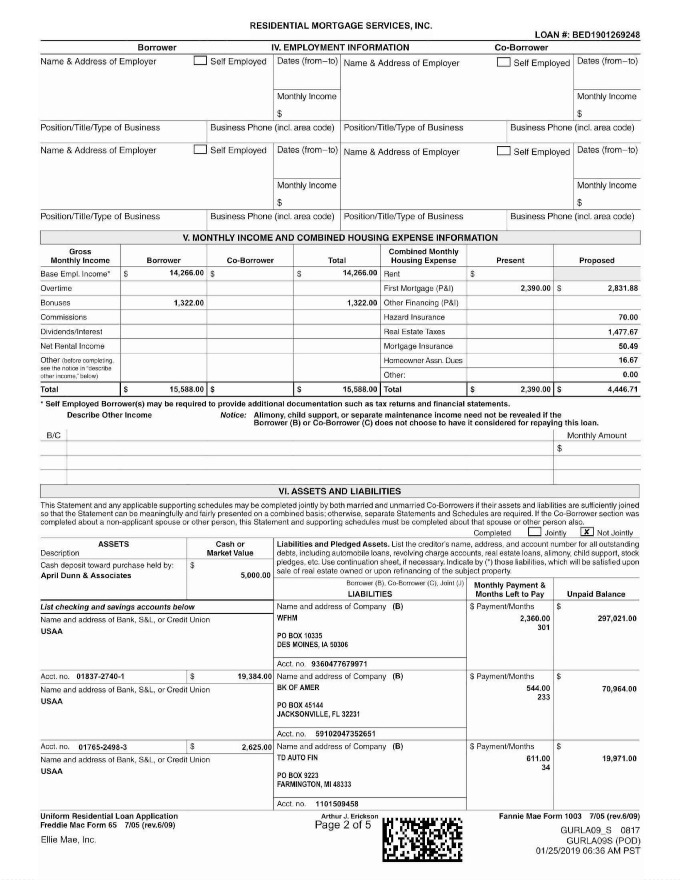 RESIDENTIAL MORTGAGE SERVICES, INC.
LOAN #: BED1901269248
Borrower IV. EMPLOYMENT INFORMATION Co-Borrower
Name & Address of Employer Self Employed Dates (from–to) Name & Address of Employer Self Employed Dates (from–to)
Monthly Income Monthly Income
$ $
Position/Title/Type of Business Business Phone (incl. area code) Position/Title/Type of Business Business Phone (incl. area code)
Name & Address of Employer Self Employed Dates (from–to) Name & Address of Employer Self Employed Dates (from–to)
Monthly Income Monthly Income
$ $
Position/Title/Type of Business Business Phone (incl. area code) Position/Title/Type of Business Business Phone (incl. area code)
V. MONTHLY INCOME AND COMBINED HOUSING EXPENSE INFORMATION
Gross Monthly Income Borrower Co-Borrower Total Combined Monthly Housing Expense Present Proposed
Base Empl. Income* $ 14,266.00 $ $ 14,266.00 Rent $
Overtime First Mortgage (P&I) 2,390.00 $ 2,831.88
Bonuses 1,322.00 1,322.00 Other Financing (P&I)
Commissions Hazard Insurance 70.00
Dividends/Interest Real Estate Taxes 1,477.67
Net Rental Income Mortgage Insurance 50.49
Other (before completing, see the notice in "describe other income," below) Homeowner Assn. Dues 16.67
Other: 0.00
Total $ 15,588.00 $ $ 15,588.00 Total $ 2,390.00 $ 4,446.71
* Self Employed Borrower(s) may be required to provide additional documentation such as tax returns and financial statements.
Describe Other Income Notice: Alimony, child support, or separate maintenance income need not be revealed if the
Borrower (B) or Co-Borrower (C) does not choose to have it considered for repaying this loan.
B/C Monthly Amount
$
VI. ASSETS AND LIABILITIES
This Statement and any applicable supporting schedules may be completed jointly by both married and unmarried Co-Borrowers if their assets and liabilities are sufficiently joined
so that the Statement can be meaningfully and fairly presented on a combined basis; otherwise, separate Statements and Schedules are required. If the Co-Borrower section was
completed about a non-applicant spouse or other person, this Statement and supporting schedules must be completed about that spouse or other person also.
Completed Jointly X Not Jointly
ASSETS Cash or Market Value
Description
Liabilities and Pledged Assets. List the creditor's name, address, and account number for all outstanding
debts, including automobile loans, revolving charge accounts, real estate loans, alimony, child support, stock
pledges, etc. Use continuation sheet, if necessary. Indicate by (*) those liabilities, which will be satisfied upon
sale of real estate owned or upon refinancing of the subject property.
Cash deposit toward purchase held by: $
April Dunn & Associates 5,000.00
Borrower (B), Co-Borrower (C), Joint (J)
LIABILITIES Monthly Payment & Months Left to Pay Unpaid Balance
List checking and savings accounts below
Name and address of Bank, S&L, or Credit Union
USAA
Acct. no. 01837-2740-1 $ 19,384.00
Name and address of Company (B) $ Payment/Months $
WFHM 2,360.00 297,021.00
301
PO BOX 10335
DES MOINES, IA 50306
Acct. no. 9360477679971
Name and address of Bank, S&L, or Credit Union
USAA
Acct. no. 01765-2498-3 $ 2,625.00
Name and address of Company (B) $ Payment/Months $
BK OF AMER 544.00 70,964.00
233
PO BOX 45144
JACKSONVILLE, FL 32231
Acct. no. 59102047352651
Name and address of Bank, S&L, or Credit Union
USAA
Name and address of Company (B) $ Payment/Months $
TD AUTO FIN 611.00 19,971.00
34
PO BOX 9223
FARMINGTON, MI 48333
Acct. no. 1101509458
Uniform Residential Loan Application Arthur J. Erickson Fannie Mae Form 1003 7/05 (rev.6/09)
Freddie Mac Form 65 7/05 (rev.6/09) Page 2 of 5
Ellie Mae, Inc. GURLA09_S 0817
GURLA09S (POD)
01/25/2019 06:36 AM PST